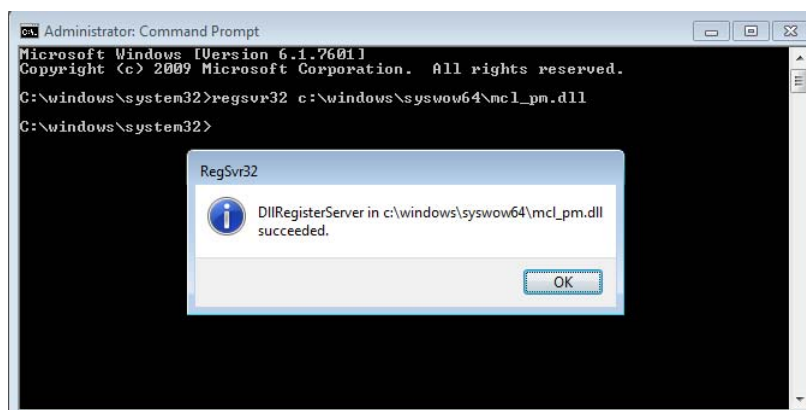 Administrator: Command Prompt
Microsoft Windows [Version 6.1.7601]
Copyright (c) 2009 Microsoft Corporation.  All rights reserved.
C:\windows\system32>regsvr32 c:\windows\syswow64\mcl_pm.dll
C:\windows\system32>
RegSvr32
DllRegisterServer in c:\windows\syswow64\mcl_pm.dll
succeeded.
OK